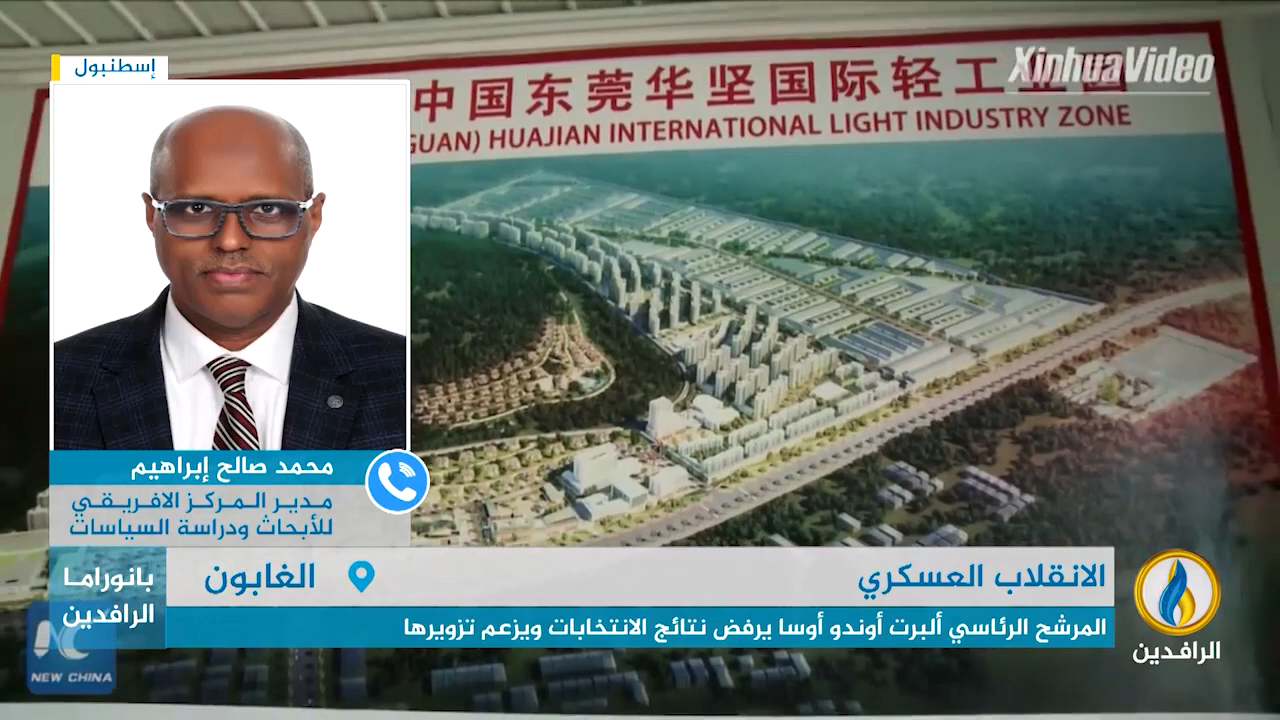 إسطنبول
XinhuaVideo
中国东莞华坚国际轻工业园
GUAN) HUAJIAN INTERNATIONAL LIGHT INDUSTRY ZONE
محمد صالح إبراهيم
مدير المركز الافريقي
للأبحاث ودراسة السياسات
بانوراما
الرافدين
الغابون
الانقلاب العسكري
المرشح الرئاسي ألبرت أوندو أوسا يرفض نتائج الانتخابات ويزعم تزويرها
الرافدين
NC
NEW CHINA